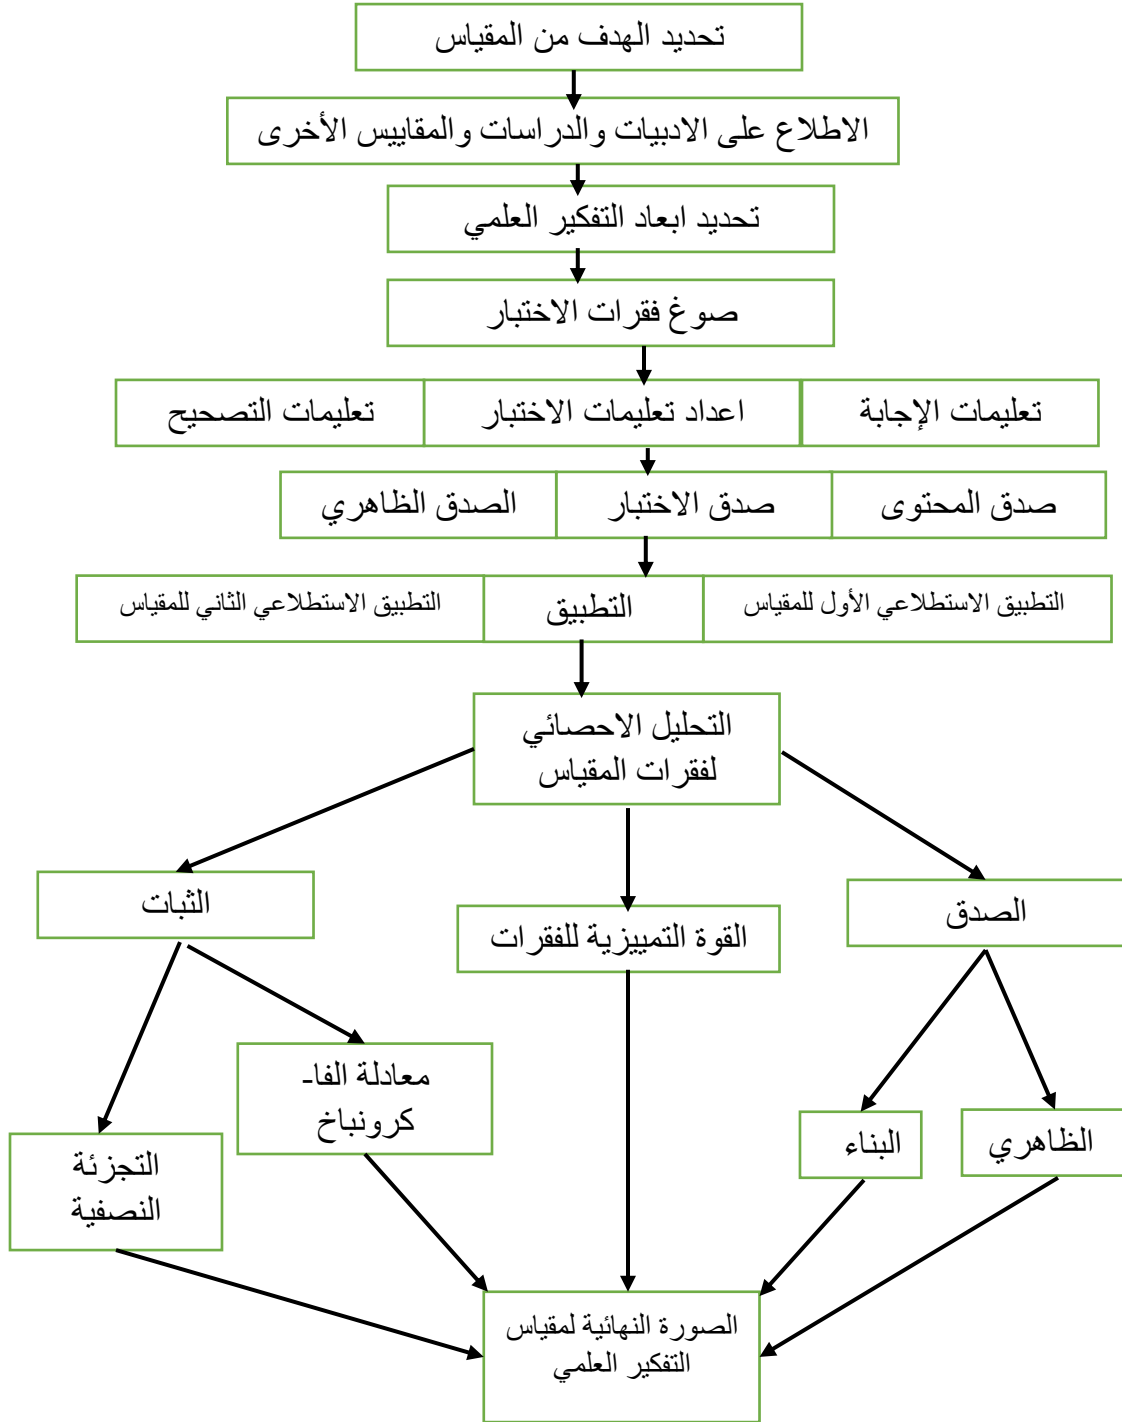 تحديد الهدف من المقياس
الاطلاع على الادبيات والدراسات والمقاييس الأخرى
تحديد ابعاد التفكير العلمي
صوغ فقرات الاختبار
تعليمات الإجابة
اعداد تعليمات الاختبار
تعليمات التصحيح
صدق المحتوى
صدق الاختبار
الصدق الظاهري
التطبيق الاستطلاعي الأول للمقياس
التطبيق
التطبيق الاستطلاعي الثاني للمقياس
التحليل الاحصائي
لفقرات المقياس
الصدق
القوة التمييزية للفقرات
الثبات
الظاهري
البناء
معادلة الفا-
كرونباخ
التجزئة
النصفية
الصورة النهائية لمقياس
التفكير العلمي